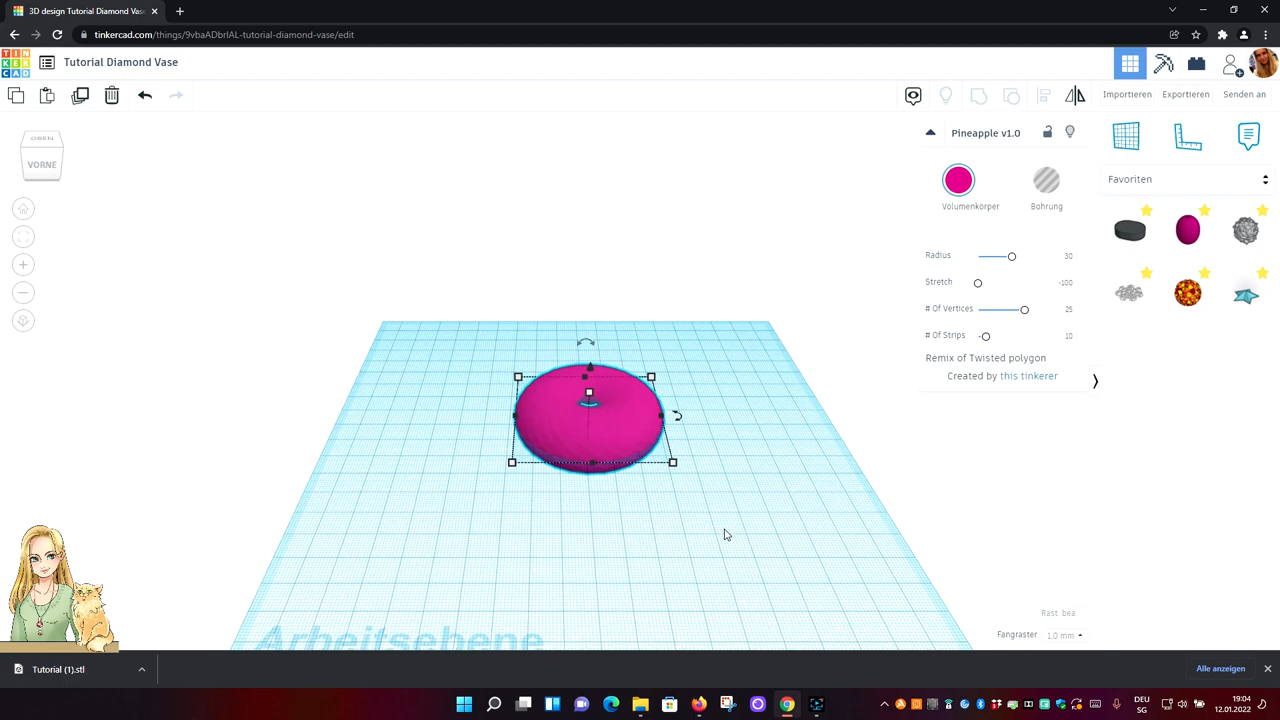 3D design Tutorial Diamond Vase
tinkercad.com/things/9vbaADbrIAL-tutorial-diamond-vase/edit
TIN
KER
CAD
Tutorial Diamond Vase
Importieren
Exportieren
Senden an
OBEN
VORNE
Pineapple v1.0
Volumenkörper
Bohrung
Radius
30
Stretch
-100
# Of Vertices
25
# Of Strips
10
Remix of Twisted polygon
Created by this tinkerer
Favoriten
Arbeitsebene
Rast. bea.
Fangraster
1,0 mm
Tutorial (1).stl
Alle anzeigen
DEU
SG
19:04
12.01.2022